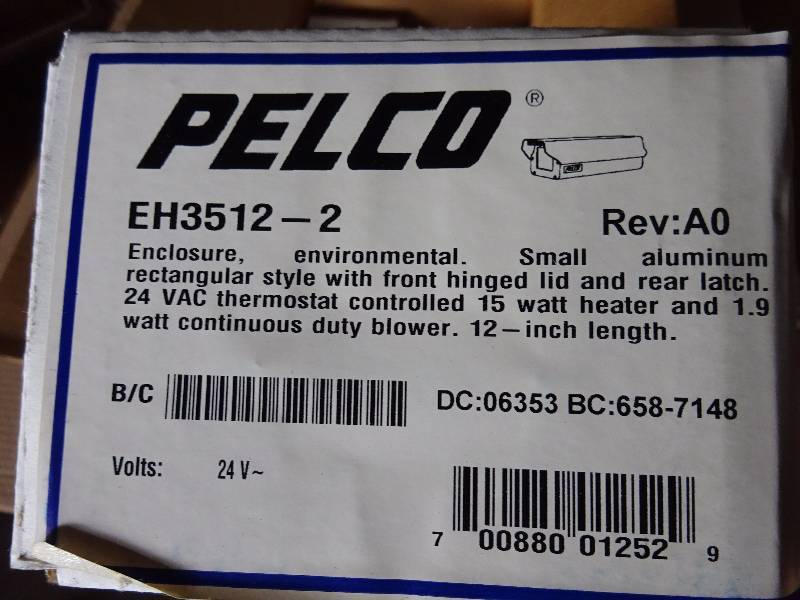 PELCO®
EH3512-2 Rev:A0
Enclosure, environmental. Small aluminum
rectangular style with front hinged lid and rear latch.
24 VAC thermostat controlled 15 watt heater and 1.9
watt continuous duty blower. 12-inch length.
B/C DC:06353 BC:658-7148
Volts: 24 V~
7 00880 01252 9